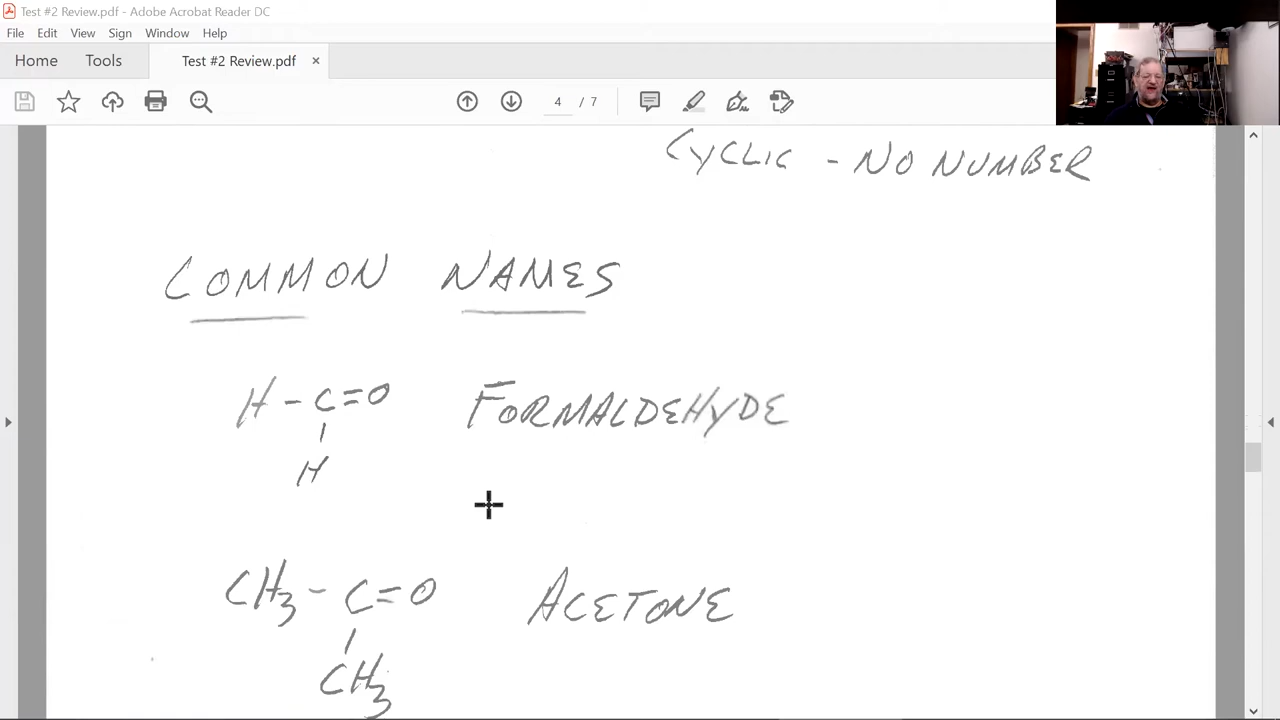 Test #2 Review.pdf - Adobe Acrobat Reader DC
File Edit View Sign Window Help
Home Tools Test #2 Review.pdf ×
4 / 7
CYCLIC - NO NUMBER
COMMON NAMES
H - C=O FORMALDEHYDE
H
CH3 - C=O ACETONE
CH3